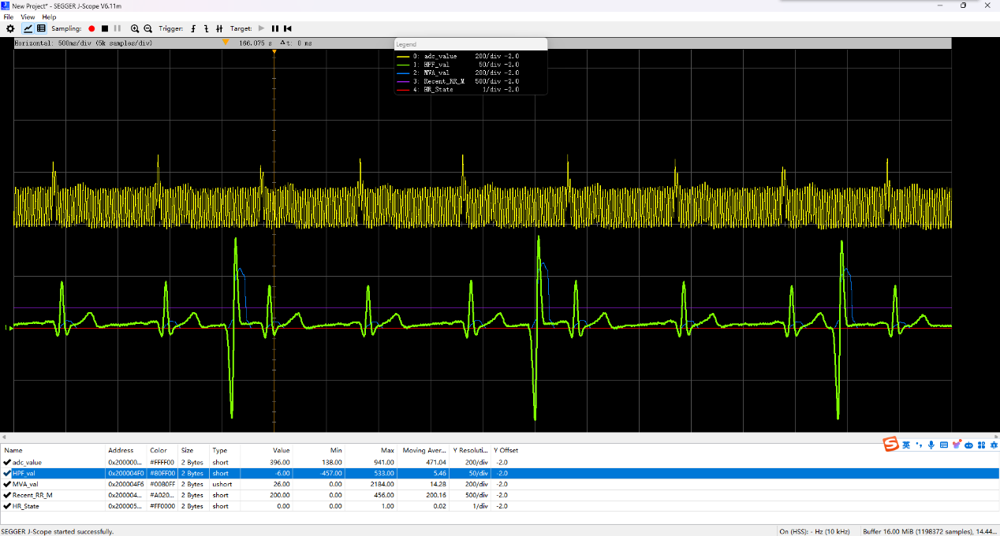 New Project* - SEGGER J-Scope V6.11m
File View Help
Sampling: Trigger: Target:
Horizontal: 500ms/div (5k samples/div) 166.075 s Δt: 0 ms
Legend
0: adc_value 200/div -2.0
1: HPF_val 50/div -2.0
2: MVA_val 200/div -2.0
3: Recent_RR_M 500/div -2.0
4: HR_State 1/div -2.0
1
Name Address Color Size Type Value Min Max Moving Aver... Y Resoluti... Y Offset
adc_value 0x200000... #FFFF00 2 Bytes short 396.00 138.00 941.00 471.04 200/div -2.0
HPF_val 0x200004F0 #80FF00 2 Bytes short -6.00 -457.00 533.00 5.46 50/div -2.0
MVA_val 0x200004F6 #0080FF 2 Bytes ushort 26.00 0.00 2184.00 14.28 200/div -2.0
Recent_RR_M 0x200004... #A020... 2 Bytes short 200.00 0.00 456.00 200.16 500/div -2.0
HR_State 0x200005... #FF0000 2 Bytes short 0.00 0.00 1.00 0.02 1/div -2.0
英
SEGGER J-Scope started successfully. On (HSS): - Hz (10 kHz) Buffer 16.00 MiB (1198372 samples), 14.44...